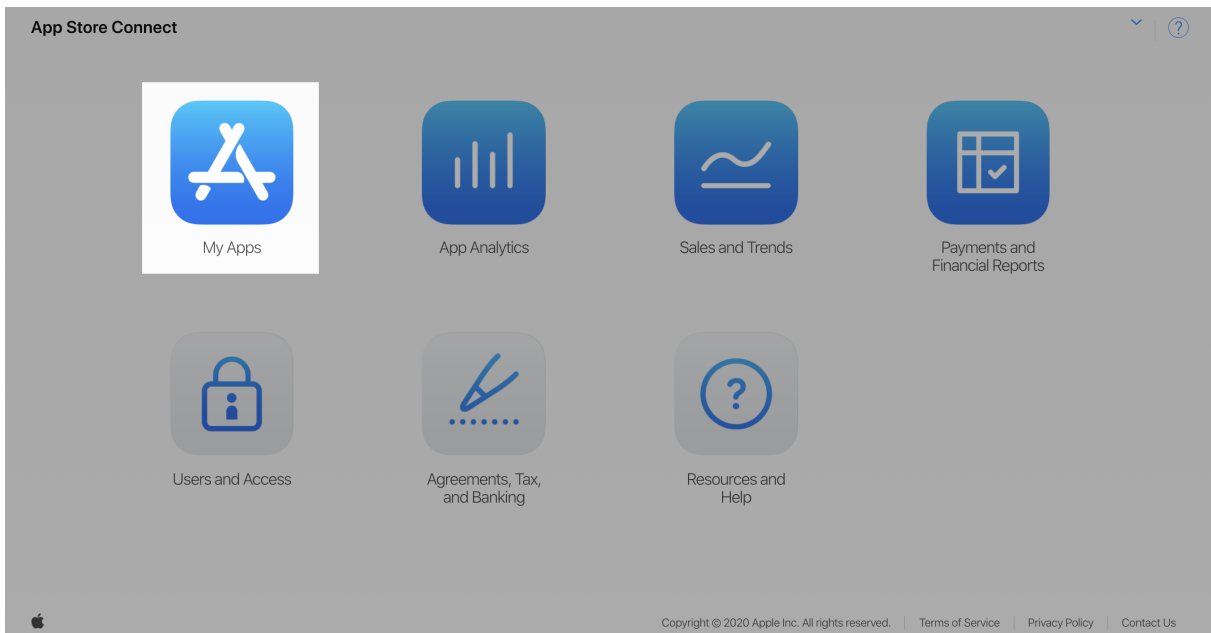 App Store Connect
?
My Apps
App Analytics
Sales and Trends
Payments and
Financial Reports
?
Users and Access
Agreements, Tax,
and Banking
Resources and
Help
Copyright © 2020 Apple Inc. All rights reserved. | Terms of Service | Privacy Policy | Contact Us